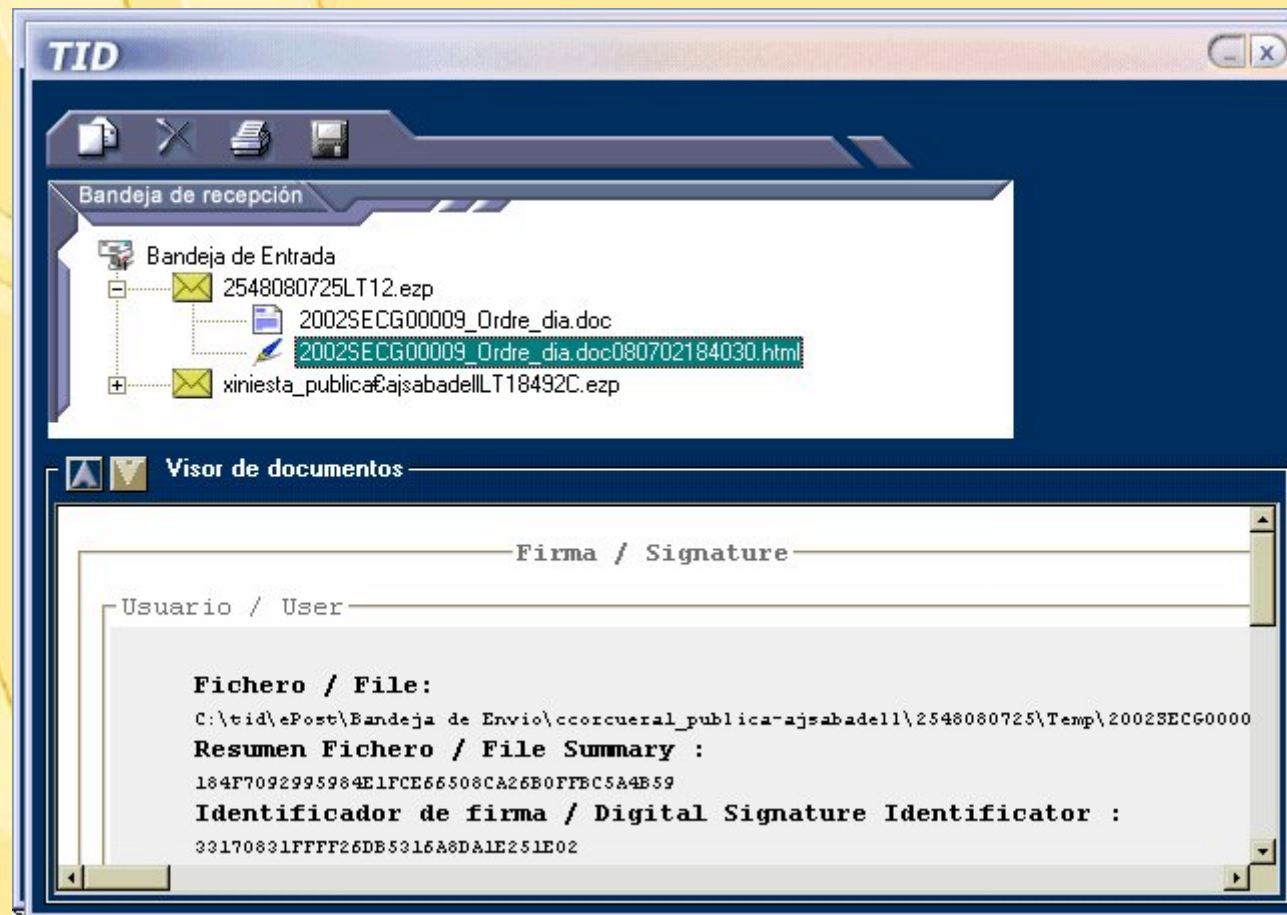 TID
Bandeja de recepción
Bandeja de Entrada
2548080725LT12.ezp
2002SECG00009_Ordre_dia.doc
2002SECG00009_Ordre_dia.doc080702184030.html
xiniesta_publica€ajsabadellLT18492C.ezp
Visor de documentos
Firma / Signature
Usuario / User
Fichero / File:
C:\tid\ePost\Bandeja de Envio\ccorcueral_publica-ajsabadell\2548080725\Temp\2002SECG0000
Resumen Fichero / File Summary :
184F7092995984E1FCE66508CA26B0FFBC5A4B59
Identificador de firma / Digital Signature Identificator :
33170831FFFF26DB5316A8DA1E251E02